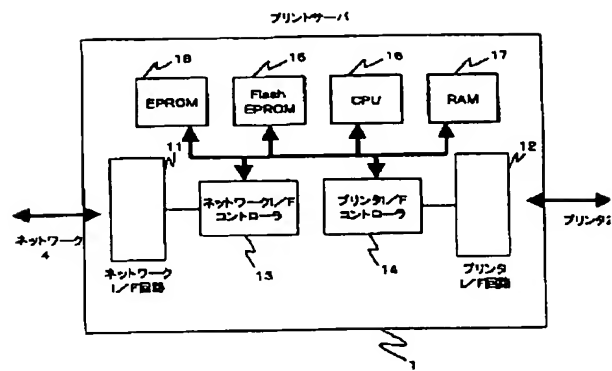 プリントサーバ
18
15
16
17
EPROM
Flash
EPROM
CPU
RAM
11
12
ネットワークI/F
コントローラ
プリンタI/F
コントローラ
ネットワーク
4
プリンタ2
13
14
ネットワーク
I/F回路
プリンタ
I/F回路
1